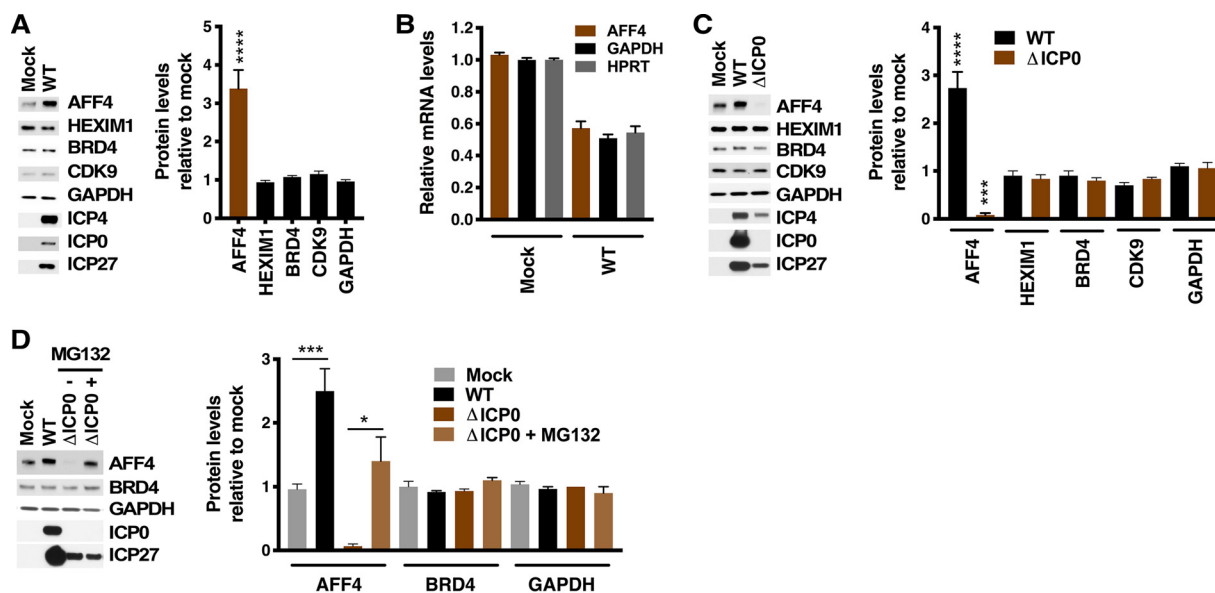 A
Mock
WT
AFF4
HEXIM1
BRD4
CDK9
GAPDH
ICP4
ICP0
ICP27
Protein levels
relative to mock
5
4
3
2
1
0
****
AFF4
HEXIM1
BRD4
CDK9
GAPDH
B
Relative mRNA levels
1.2
1.0
0.8
0.6
0.4
0.2
0.0
AFF4
GAPDH
HPRT
Mock
WT
C
Mock
WT
ΔICP0
AFF4
HEXIM1
BRD4
CDK9
GAPDH
ICP4
ICP0
ICP27
Protein levels
relative to mock
4
3
2
1
0
****
***
WT
ΔICP0
AFF4
HEXIM1
BRD4
CDK9
GAPDH
D
MG132
Mock
WT
ΔICP0 -
ΔICP0 +
AFF4
BRD4
GAPDH
ICP0
ICP27
Protein levels
relative to mock
3
2
1
0
***
*
Mock
WT
ΔICP0
ΔICP0 + MG132
AFF4
BRD4
GAPDH